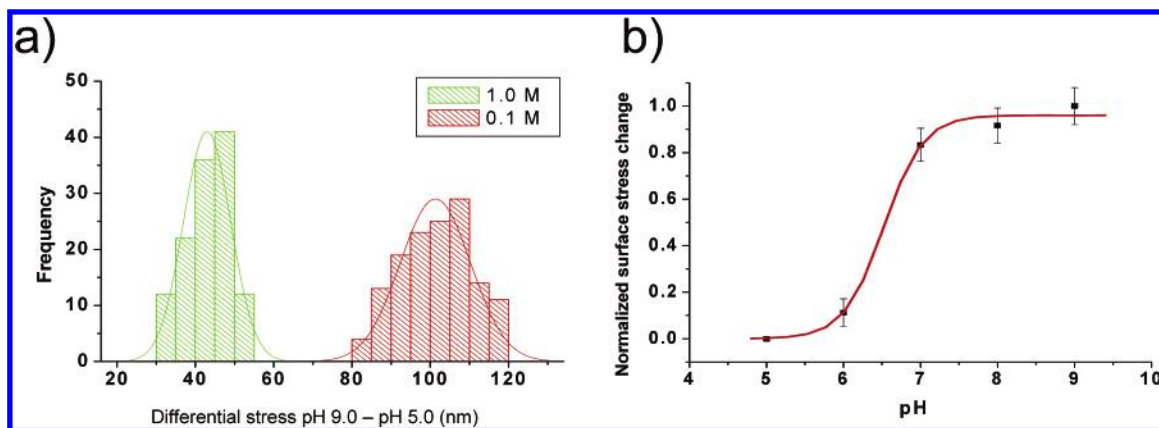 a)
50
40
30
20
10
0
Frequency
1.0 M
0.1 M
20 40 60 80 100 120
Differential stress pH 9.0 – pH 5.0 (nm)
b)
Normalized surface stress change
1.0
0.8
0.6
0.4
0.2
0.0
4 5 6 7 8 9 10
pH